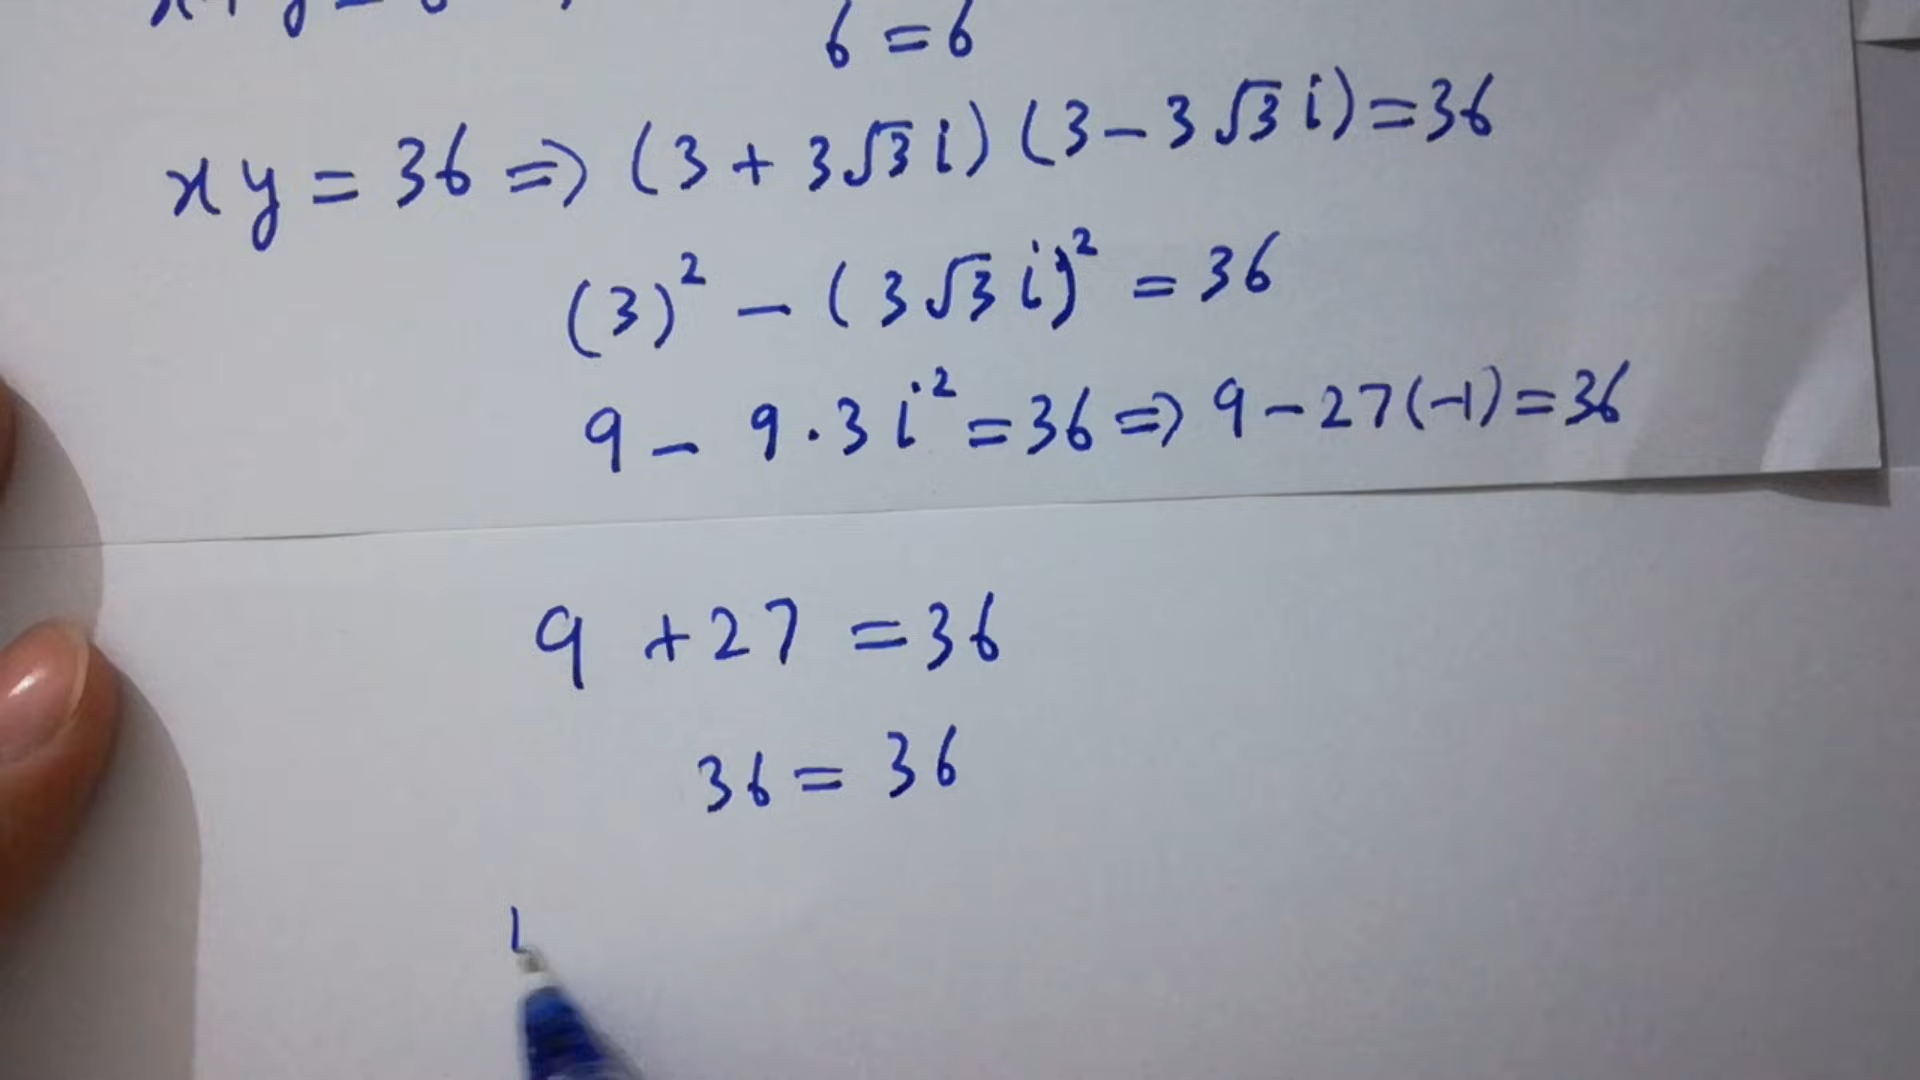 6 = 6
xy = 36 ⇒ (3 + 3√3 i) (3 − 3√3 i) = 36
(3)² − (3√3 i)² = 36
9 − 9·3 i² = 36 ⇒ 9 − 27(−1) = 36
9 + 27 = 36
36 = 36